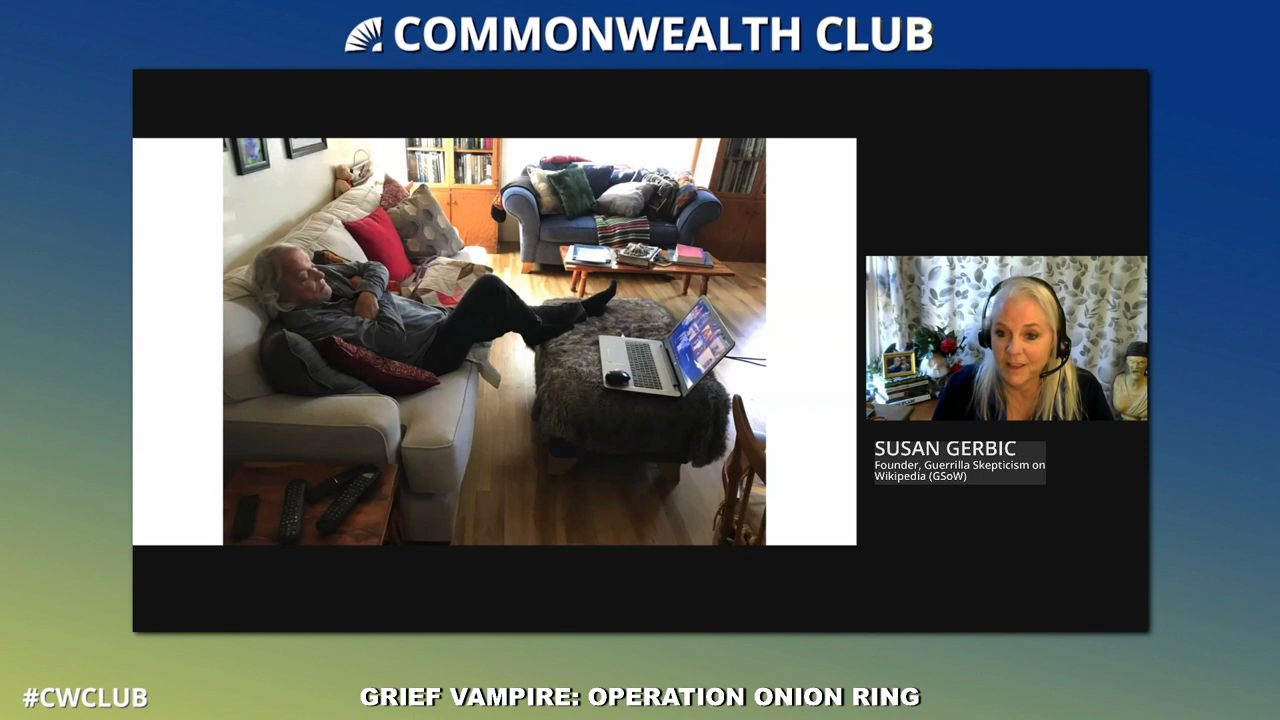 COMMONWEALTH CLUB
SUSAN GERBIC
Founder, Guerrilla Skepticism on
Wikipedia (GSoW)
#CWCLUB
GRIEF VAMPIRE: OPERATION ONION RING